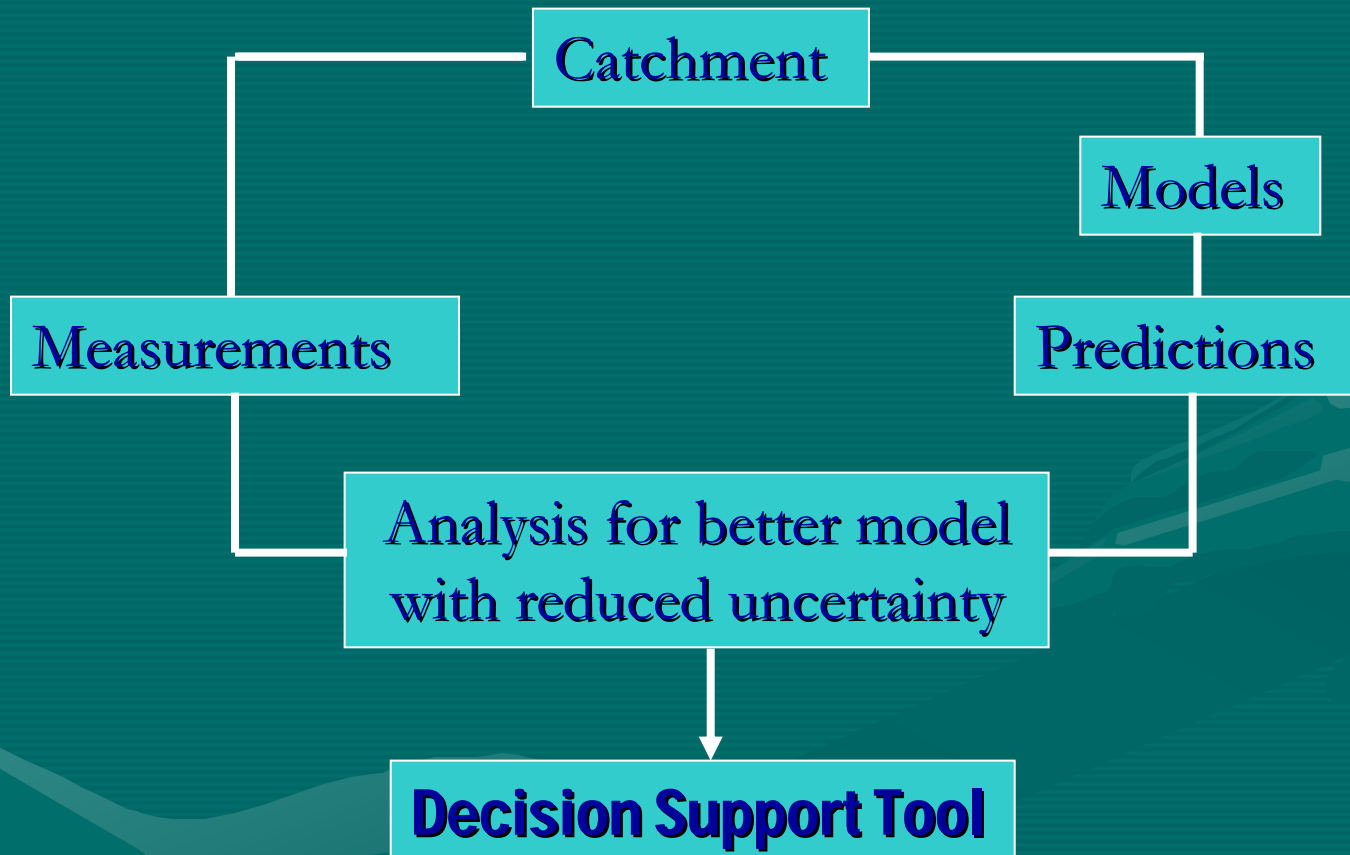 Catchment
Models
Measurements
Predictions
Analysis for better model
with reduced uncertainty
Decision Support Tool